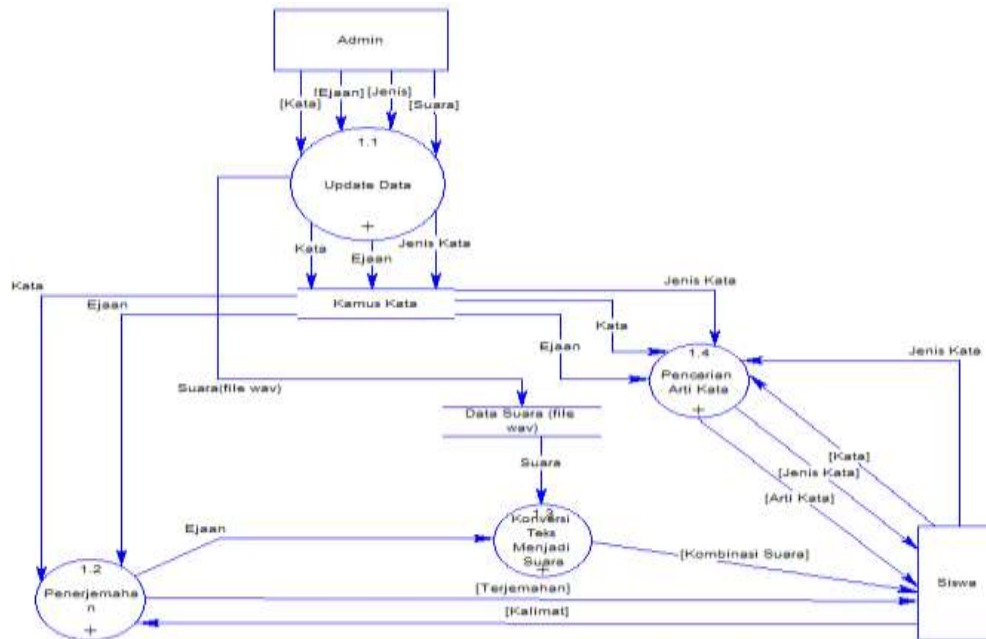 Admin
[Kata]
[Ejaan]
[Jenis]
[Suara]
1.1
Update Data
+
Kata
Ejaan
Jenis Kata
Kamus Kata
Kata
Ejaan
Jenis Kata
Kata
Ejaan
1.4
Pencarian
Arti Kata
+
Jenis Kata
Suara(file wav)
Data Suara (file
wav)
Suara
[Kata]
[Jenis Kata]
[Arti Kata]
Ejaan
1.3
Konversi
Teks
Menjadi
Suara
+
[Kombinasi Suara]
Siswa
1.2
Penerjemaha
n
+
[Terjemahan]
[Kalimat]